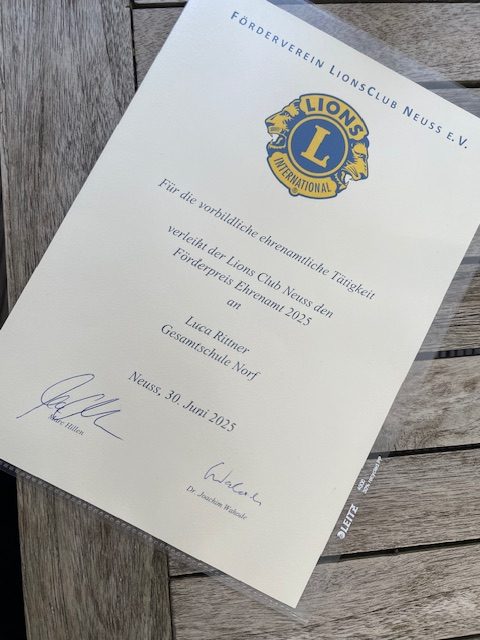 FÖRDERVEREIN LIONSCLUB NEUSS E.V.
LIONS
L
INTERNATIONAL
®
Für die vorbildliche ehrenamtliche Tätigkeit
verleiht der Lions Club Neuss den
Förderpreis Ehrenamt 2025
an
Luca Rittner
Gesamtschule Norf
Neuss, 30. Juni 2025
Marc Hillen
Dr Joachim Wahode
LEITZ